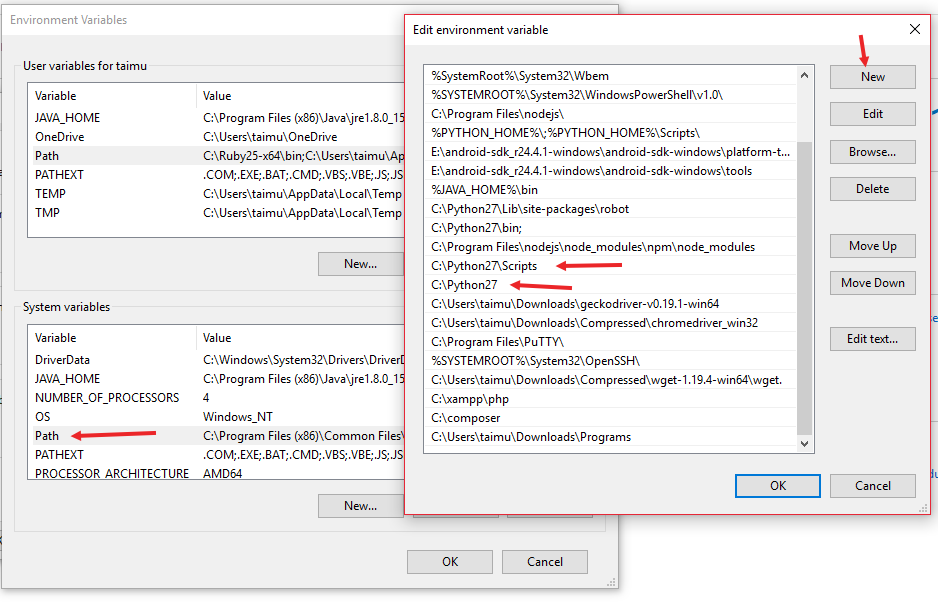 Environment Variables
User variables for taimu
Variable Value
JAVA_HOME C:\Program Files (x86)\Java\jre1.8.0_15
OneDrive C:\Users\taimu\OneDrive
Path C:\Ruby25-x64\bin;C:\Users\taimu\Ap
PATHEXT .COM;.EXE;.BAT;.CMD;.VBS;.VBE;.JS;.JS
TEMP C:\Users\taimu\AppData\Local\Temp
TMP C:\Users\taimu\AppData\Local\Temp
New...
System variables
Variable Value
DriverData C:\Windows\System32\Drivers\DriverD
JAVA_HOME C:\Program Files (x86)\Java\jre1.8.0_15
NUMBER_OF_PROCESSORS 4
OS Windows_NT
Path C:\Program Files (x86)\Common Files\
PATHEXT .COM;.EXE;.BAT;.CMD;.VBS;.VBE;.JS;.JS
PROCESSOR_ARCHITECTURE AMD64
New...
OK Cancel
Edit environment variable
%SystemRoot%\System32\Wbem
%SYSTEMROOT%\System32\WindowsPowerShell\v1.0\
C:\Program Files\nodejs\
%PYTHON_HOME%\;%PYTHON_HOME%\Scripts\
E:\android-sdk_r24.4.1-windows\android-sdk-windows\platform-t...
E:\android-sdk_r24.4.1-windows\android-sdk-windows\tools
%JAVA_HOME%\bin
C:\Python27\Lib\site-packages\robot
C:\Python27\bin;
C:\Program Files\nodejs\node_modules\npm\node_modules
C:\Python27\Scripts
C:\Python27
C:\Users\taimu\Downloads\geckodriver-v0.19.1-win64
C:\Users\taimu\Downloads\Compressed\chromedriver_win32
C:\Program Files\PuTTY\
%SYSTEMROOT%\System32\OpenSSH\
C:\Users\taimu\Downloads\Compressed\wget-1.19.4-win64\wget.
C:\xampp\php
C:\composer
C:\Users\taimu\Downloads\Programs
New
Edit
Browse...
Delete
Move Up
Move Down
Edit text...
OK Cancel